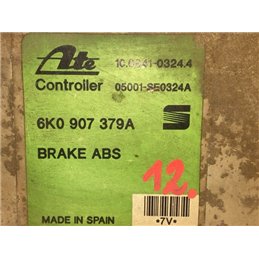 Ate
10.0941-0324.4
Controller
05001-SE0324A
6K0 907 379A
BRAKE ABS
12.
MADE IN SPAIN
*7V*